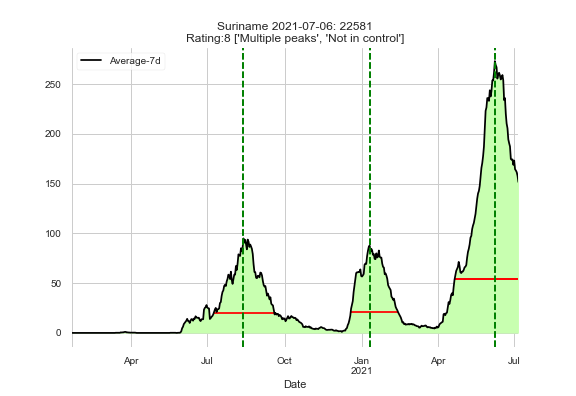 Suriname 2021-07-06: 22581
Rating:8 ['Multiple peaks', 'Not in control']
Average-7d
250
200
150
100
50
0
Apr Jul Oct Jan Apr Jul
2021
Date